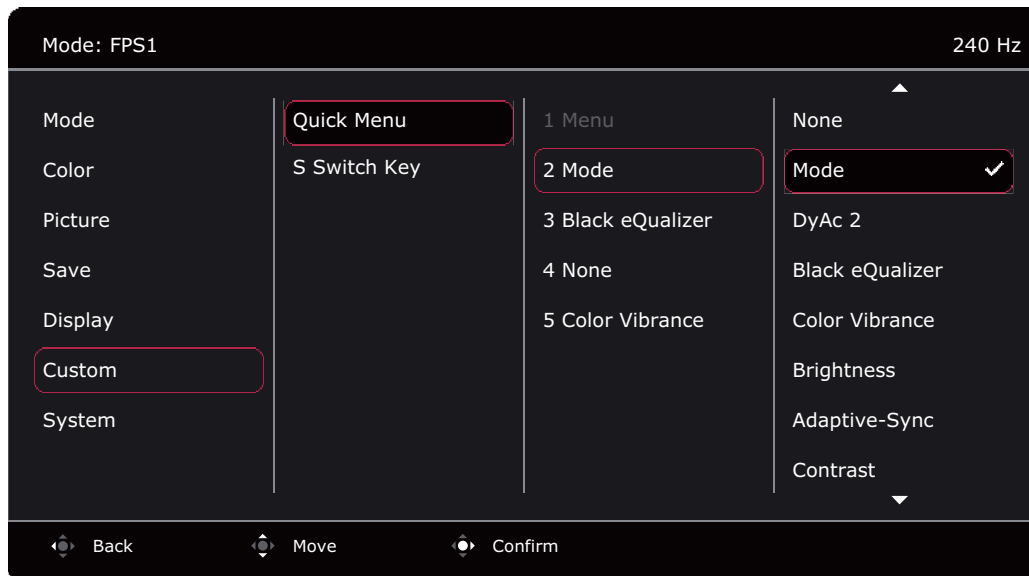 Mode: FPS1
240 Hz
Mode
Color
Picture
Save
Display
Custom
System
Quick Menu
S Switch Key
1 Menu
2 Mode
3 Black eQualizer
4 None
5 Color Vibrance
None
Mode
DyAc 2
Black eQualizer
Color Vibrance
Brightness
Adaptive-Sync
Contrast
Back
Move
Confirm